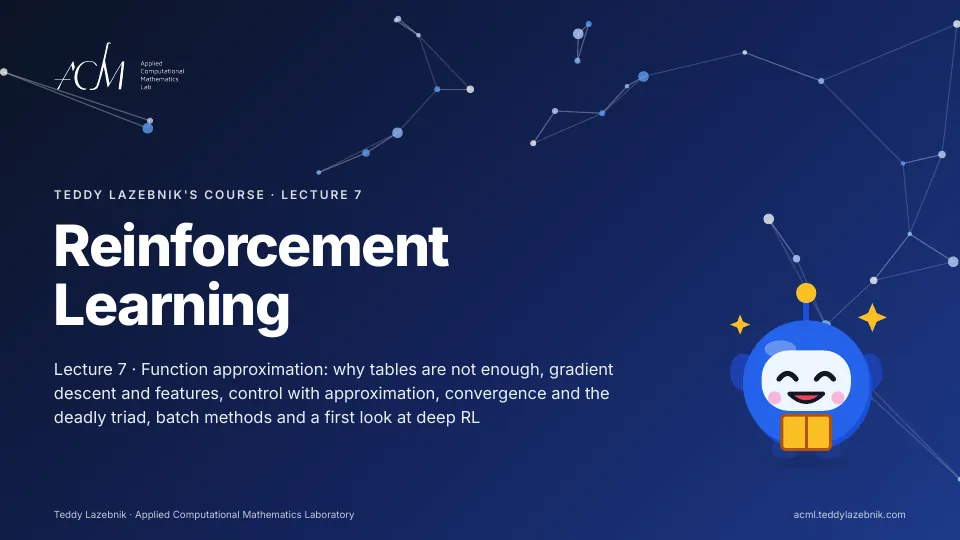 ACM
Applied
Computational
Mathematics
Lab
TEDDY LAZEBNIK'S COURSE · LECTURE 7
Reinforcement
Learning
Lecture 7 · Function approximation: why tables are not enough, gradient
descent and features, control with approximation, convergence and the
deadly triad, batch methods and a first look at deep RL
Teddy Lazebnik · Applied Computational Mathematics Laboratory
acml.teddylazebnik.com